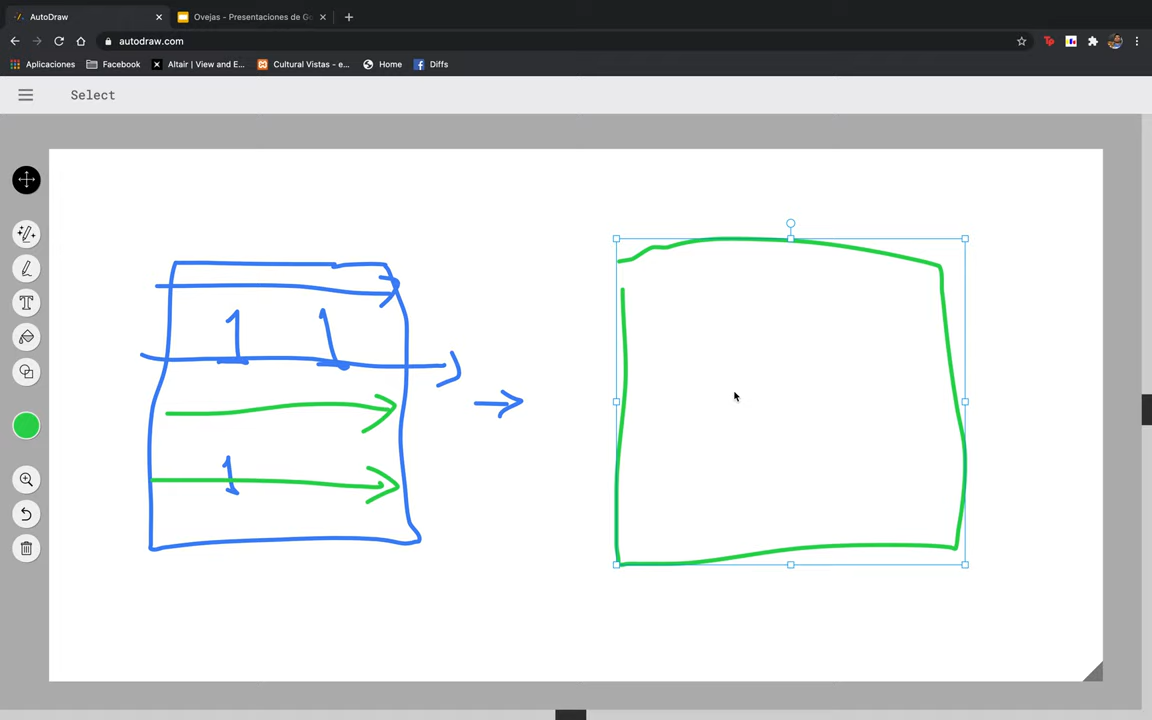 AutoDraw
Ovejas - Presentaciones de Go
autodraw.com
Aplicaciones
Facebook
Altair | View and E...
Cultural Vistas - e...
Home
Diffs
Select
1 1
1